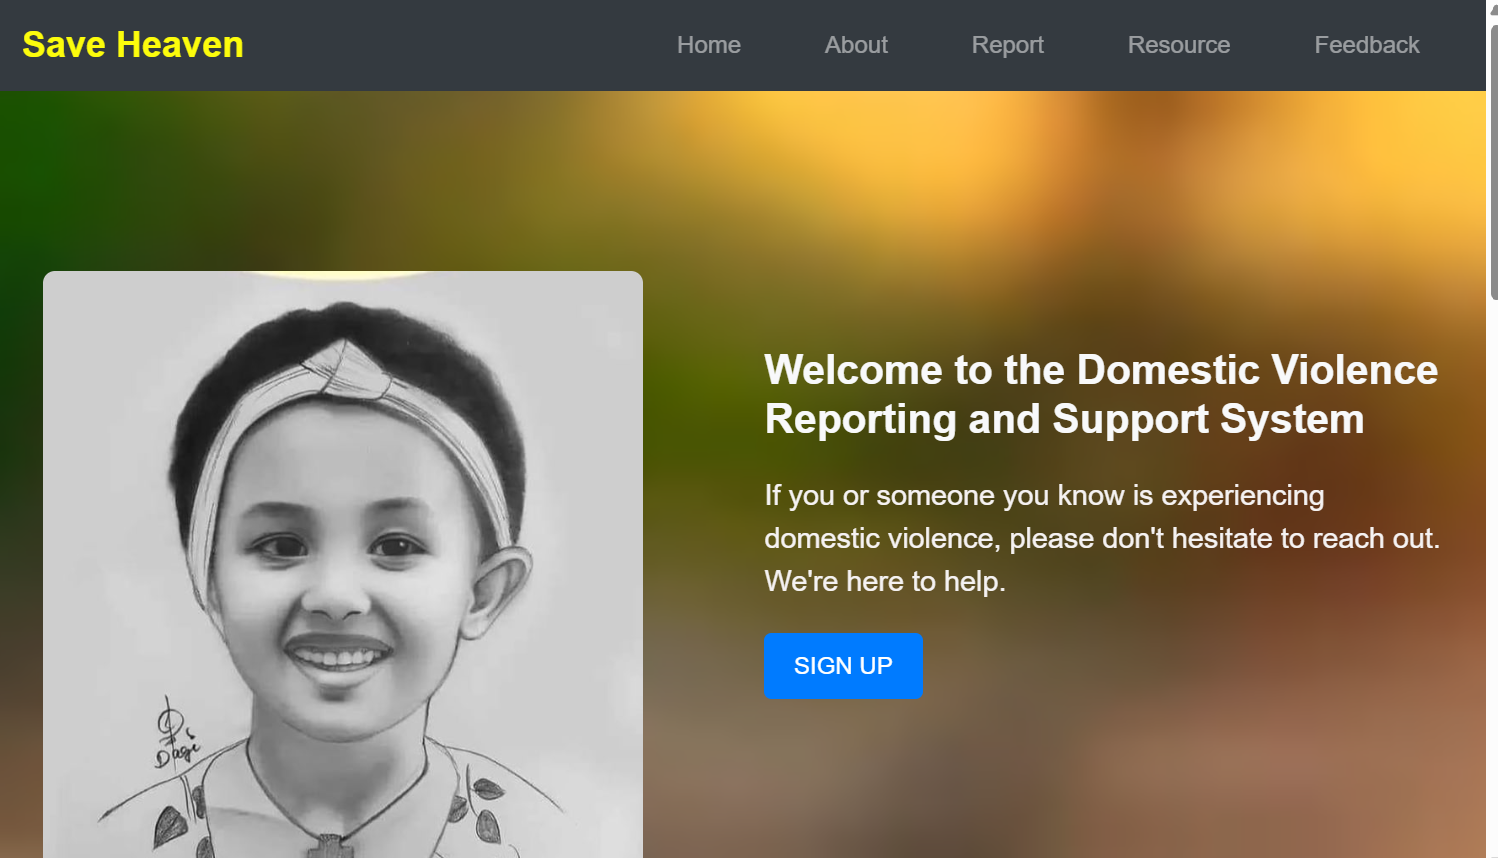 Save Heaven
Home About Report Resource Feedback
Welcome to the Domestic Violence
Reporting and Support System
If you or someone you know is experiencing
domestic violence, please don't hesitate to reach out.
We're here to help.
SIGN UP
Dagi